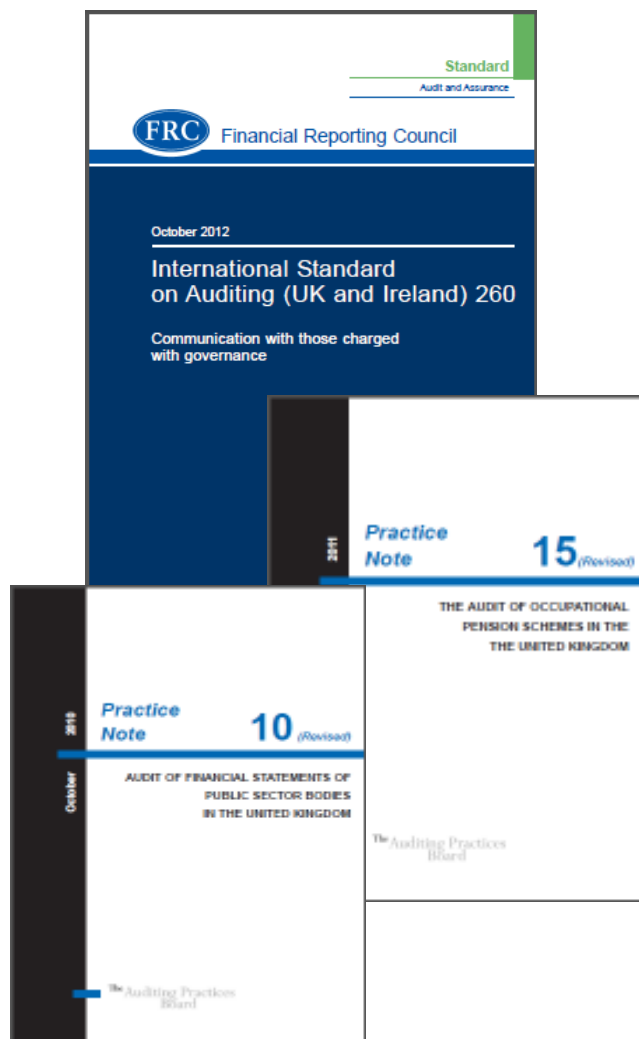 Standard
Audit and Assurance
FRC
Financial Reporting Council
October 2012
International Standard
on Auditing (UK and Ireland) 260
Communication with those charged
with governance
2011
Practice
Note
15 (Revised)
THE AUDIT OF OCCUPATIONAL
PENSION SCHEMES IN THE
THE UNITED KINGDOM
The Auditing Practices
Board
October 2010
Practice
Note
10 (Revised)
AUDIT OF FINANCIAL STATEMENTS OF
PUBLIC SECTOR BODIES
IN THE UNITED KINGDOM
The Auditing Practices
Board